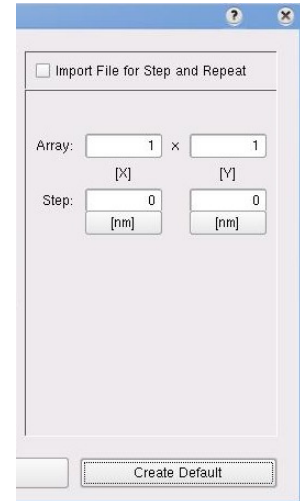 Import File for Step and Repeat
Array: 1 × 1
[X] [Y]
Step: 0 0
[nm] [nm]
Create Default